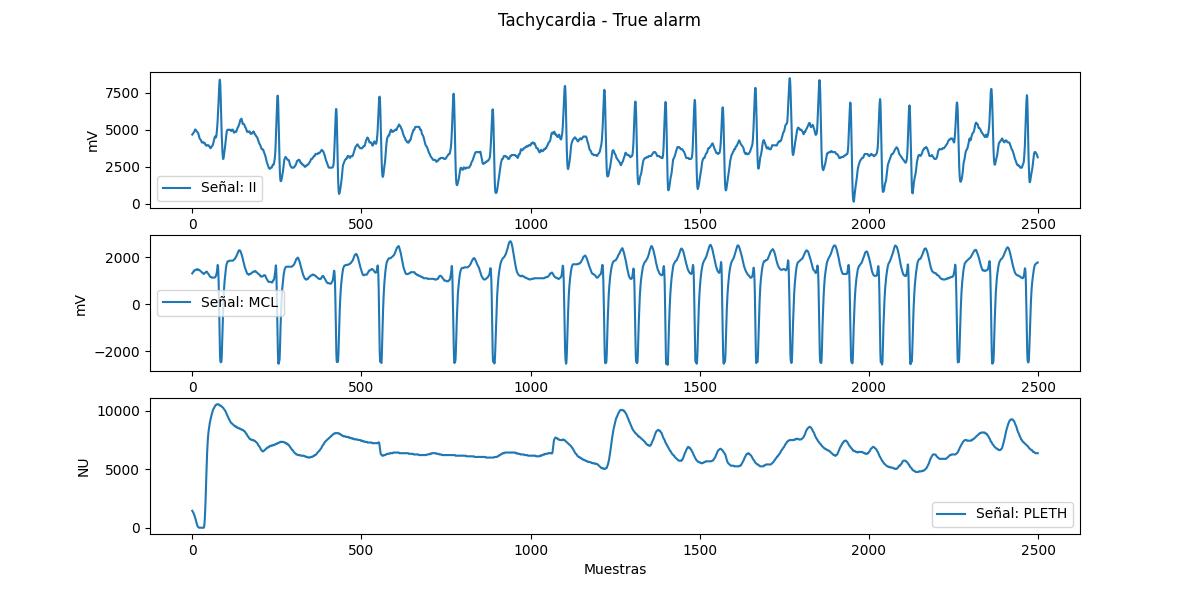 Tachycardia - True alarm
7500
5000
2500
0
mV
Señal: II
0 500 1000 1500 2000 2500
2000
0
−2000
mV
Señal: MCL
0 500 1000 1500 2000 2500
10000
5000
0
NU
Señal: PLETH
0 500 1000 1500 2000 2500
Muestras